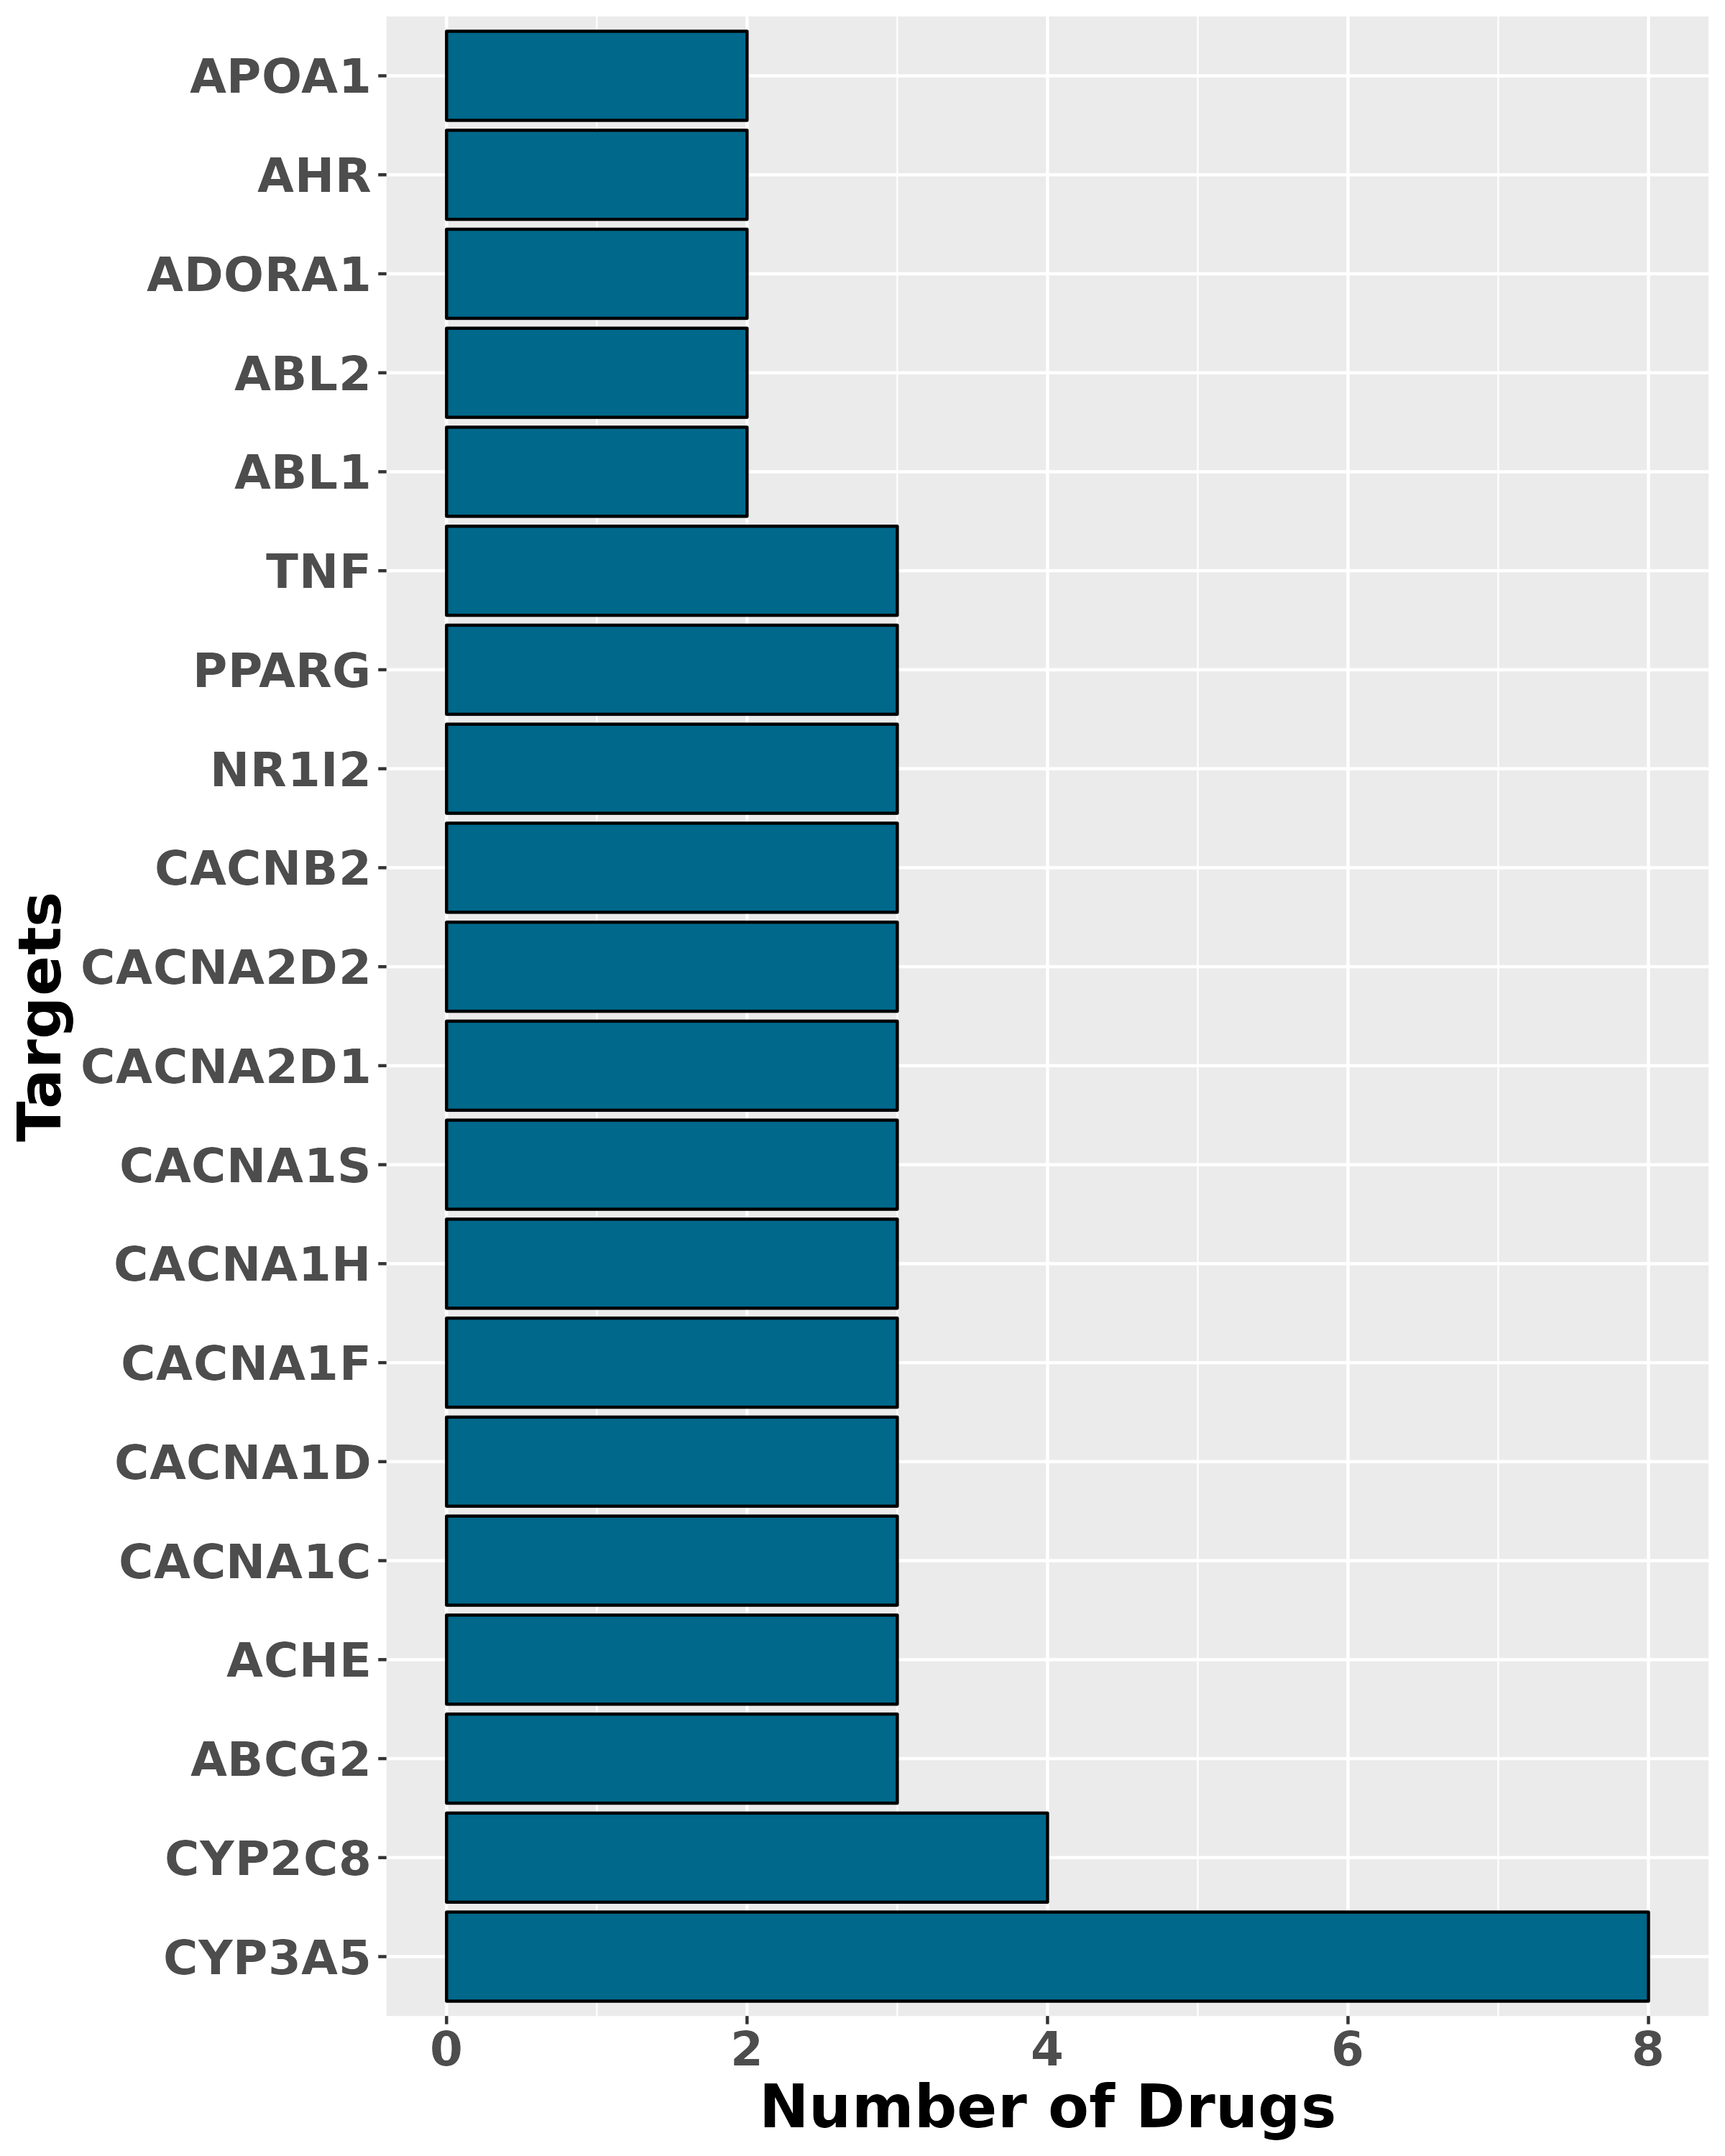 APOA1
AHR
ADORA1
ABL2
ABL1
TNF
PPARG
NR1I2
CACNB2
CACNA2D2
CACNA2D1
CACNA1S
CACNA1H
CACNA1F
CACNA1D
CACNA1C
ACHE
ABCG2
CYP2C8
CYP3A5
Targets
0 2 4 6 8
Number of Drugs